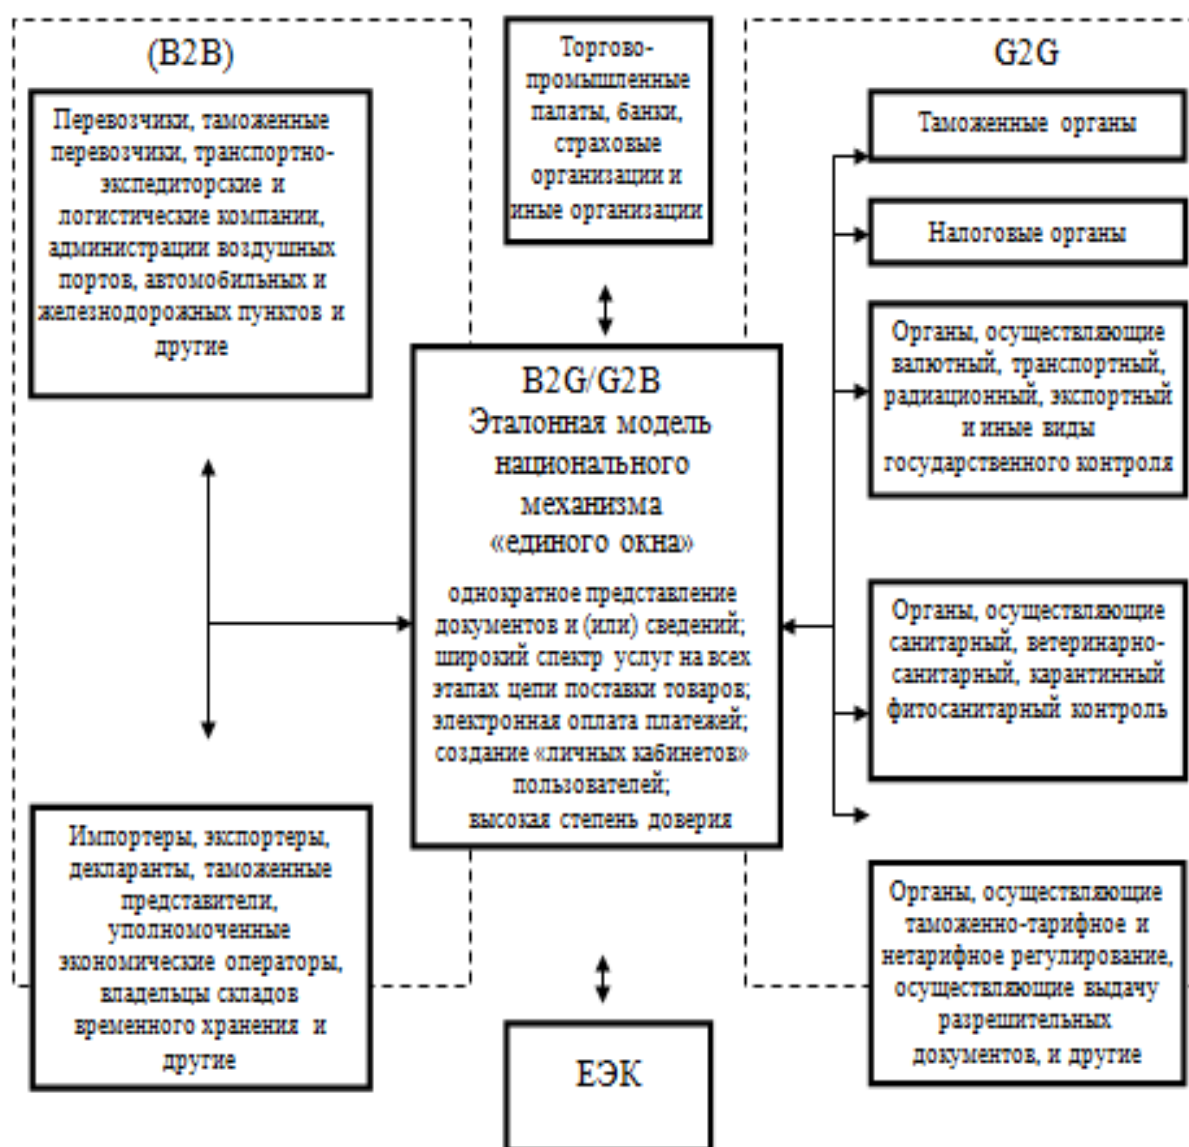 (B2B)
Перевозчики, таможенные
перевозчики, транспортно-
экспедиторские и
логистические компании,
администрации воздушных
портов, автомобильных и
железнодорожных пунктов и
другие
Импортеры, экспортеры,
декларанты, таможенные
представители,
уполномоченные
экономические операторы,
владельцы складов
временного хранения и
другие
Торгово-
промышленные
палаты, банки,
страховые
организации и
иные организации
B2G/G2B
Эталонная модель
национального
механизма
«единого окна»
однократное представление
документов и (или) сведений;
широкий спектр услуг на всех
этапах цепи поставки товаров;
электронная оплата платежей;
создание «личных кабинетов»
пользователей;
высокая степень доверия
ЕЭК
G2G
Таможенные органы
Налоговые органы
Органы, осуществляющие
валютный, транспортный,
радиационный, экспортный
и иные виды
государственного контроля
Органы, осуществляющие
санитарный, ветеринарно-
санитарный, карантинный
фитосанитарный контроль
Органы, осуществляющие
таможенно-тарифное и
нетарифное регулирование,
осуществляющие выдачу
разрешительных
документов, и другие